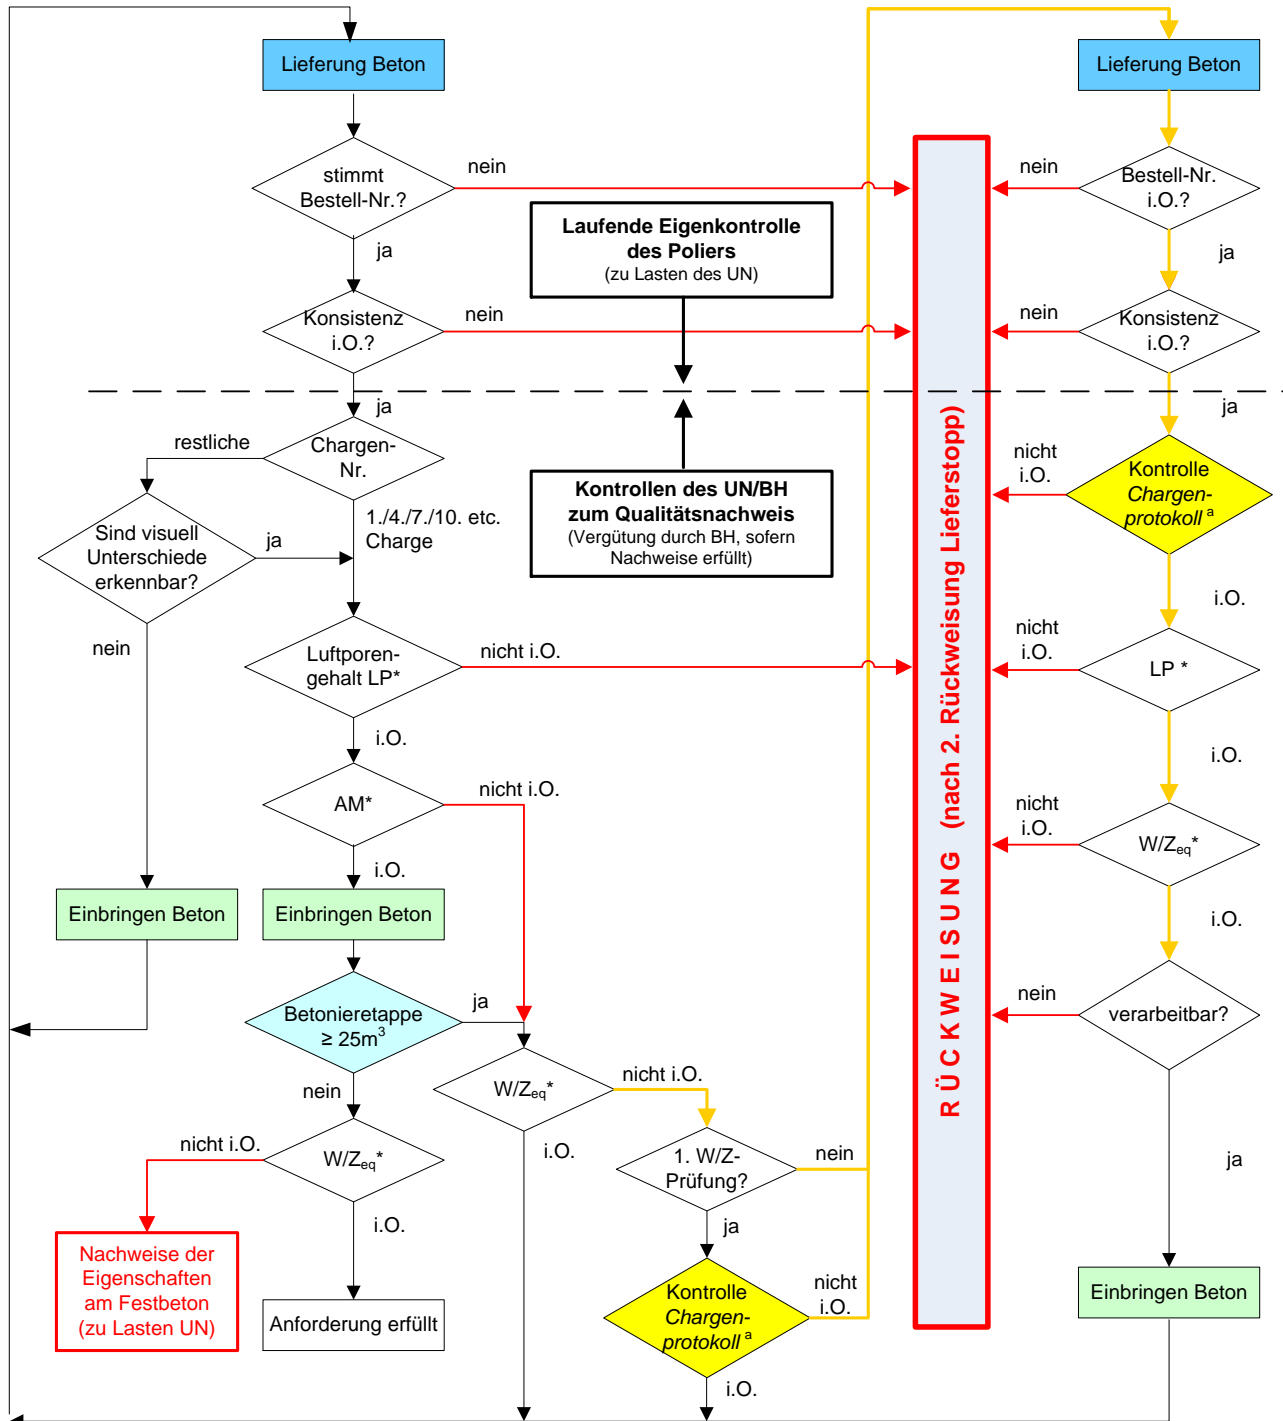 Lieferung Beton
Lieferung Beton
stimmt
Bestell-Nr.?
nein
nein
Bestell-Nr.
i.O.?
ja
ja
Laufende Eigenkontrolle
des Poliers
(zu Lasten des UN)
Konsistenz
i.O.?
nein
nein
Konsistenz
i.O.?
ja
ja
restliche
Chargen-
Nr.
Kontrollen des UN/BH
zum Qualitätsnachweis
(Vergütung durch BH, sofern
Nachweise erfüllt)
nicht
i.O.
Kontrolle
Chargen-
protokoll a
Sind visuell
Unterschiede
erkennbar?
ja
1./4./7./10. etc.
Charge
i.O.
nein
Luftporen-
gehalt LP*
nicht i.O.
nicht
i.O.
LP *
i.O.
i.O.
AM*
nicht i.O.
nicht
i.O.
W/Zeq*
i.O.
i.O.
RÜCKWEISUNG (nach 2. Rückweisung Lieferstopp)
Einbringen Beton
Einbringen Beton
Betonieretappe
≥ 25m³
ja
nein
verarbeitbar?
nein
W/Zeq*
nicht i.O.
nicht i.O.
W/Zeq*
i.O.
1. W/Z-
Prüfung?
nein
ja
i.O.
ja
Nachweise der
Eigenschaften
am Festbeton
(zu Lasten UN)
Anforderung erfüllt
Kontrolle
Chargen-
protokoll a
nicht
i.O.
Einbringen Beton
i.O.